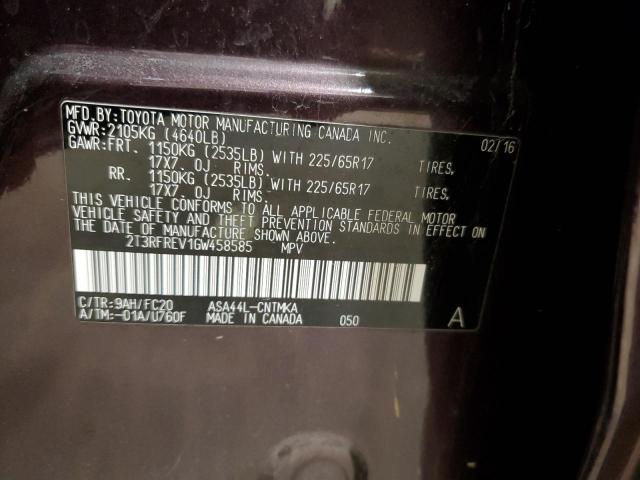 MFD.BY:TOYOTA MOTOR MANUFACTURING CANADA INC.
GVWR:2105KG (4640LB) 02/16
GAWR:FRT. 1150KG (2535LB) WITH 225/65R17 TIRES,
17X7 0J RIMS.
RR. 1150KG (2535LB) WITH 225/65R17 TIRES,
17X7 0J RIMS.
THIS VEHICLE CONFORMS TO ALL APPLICABLE FEDERAL MOTOR
VEHICLE SAFETY AND THEFT PREVENTION STANDARDS IN EFFECT ON
THE DATE OF MANUFACTURE SHOWN ABOVE.
2T3RFREV1GW458585 MPV
C/TR:9AH/FC20 ASA44L-CNTMKA
A/TM:-01A/U760F MADE IN CANADA 050 A